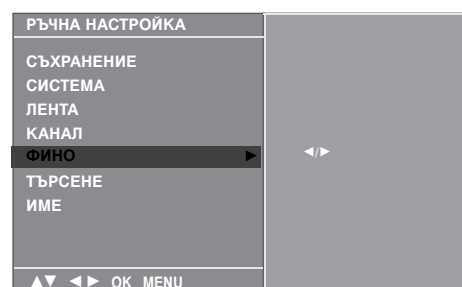 РЪЧНА НАСТРОЙКА
СЪХРАНЕНИЕ
СИСТЕМА
ЛЕНТА
КАНАЛ
ФИНО ► ◄/►
ТЪРСЕНЕ
ИМЕ
▲▼ ◄► OK MENU